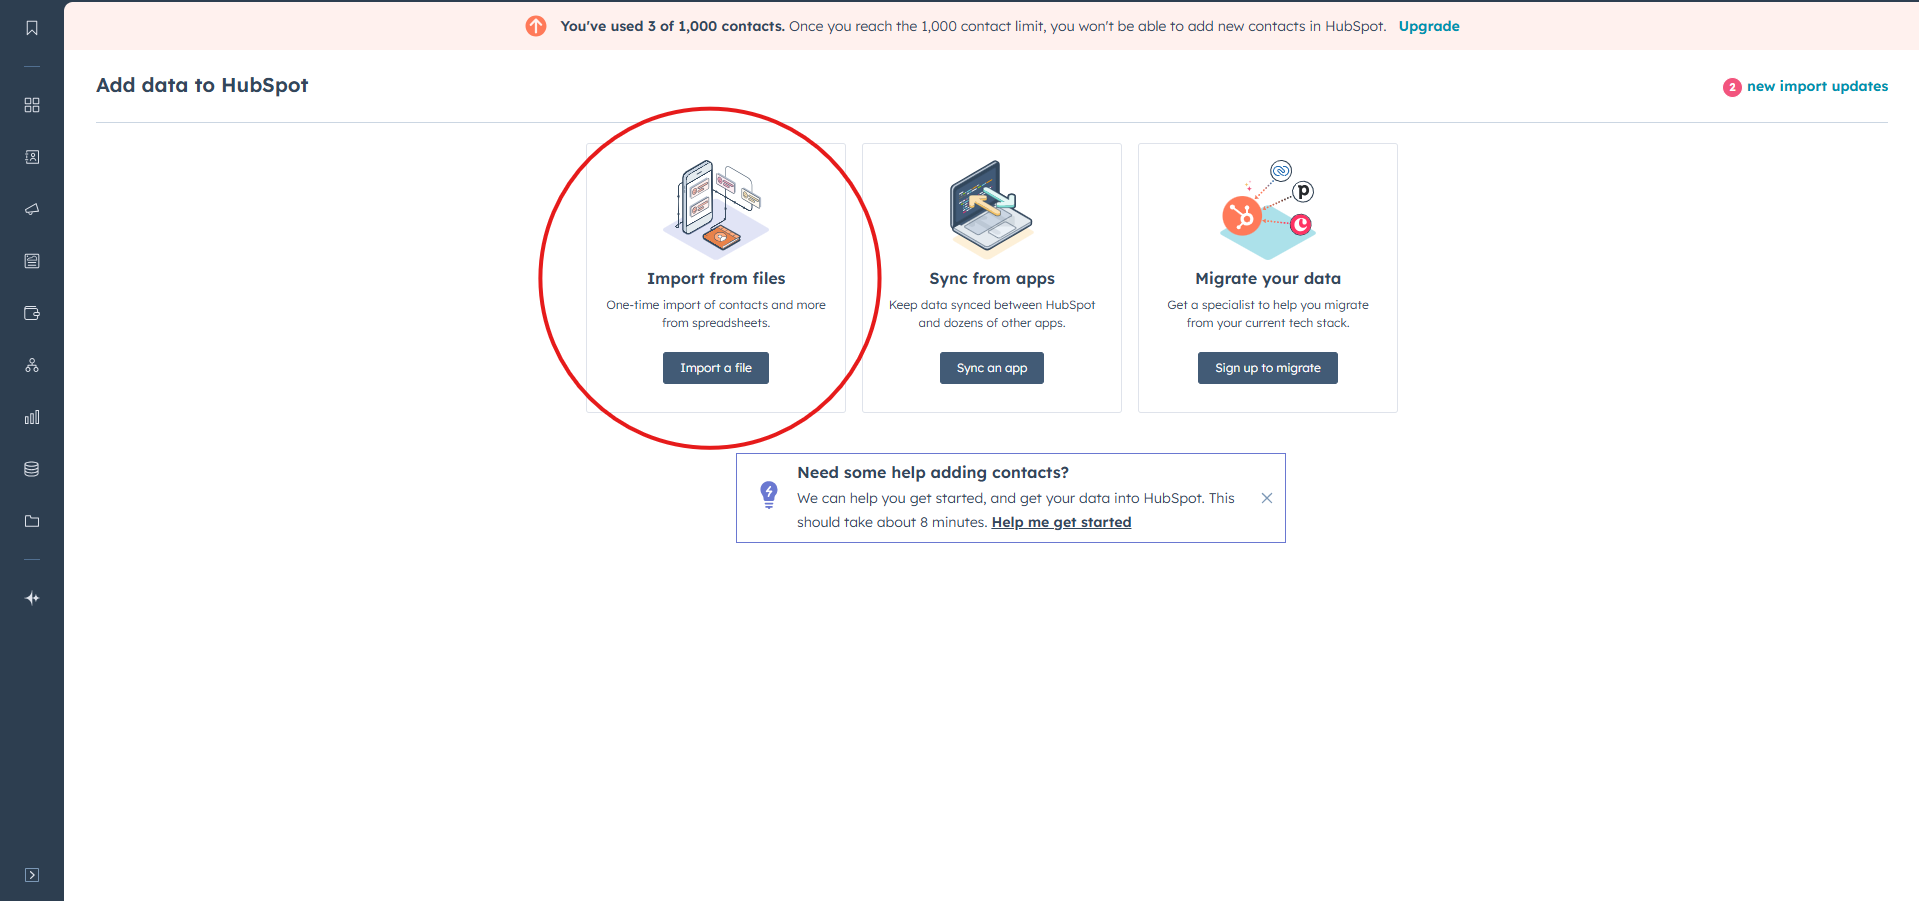 You've used 3 of 1,000 contacts. Once you reach the 1,000 contact limit, you won't be able to add new contacts in HubSpot. Upgrade
Add data to HubSpot
2 new import updates
Import from files
One-time import of contacts and more
from spreadsheets.
Import a file
Sync from apps
Keep data synced between HubSpot
and dozens of other apps.
Sync an app
Migrate your data
Get a specialist to help you migrate
from your current tech stack.
Sign up to migrate
Need some help adding contacts?
We can help you get started, and get your data into HubSpot. This
should take about 8 minutes. Help me get started